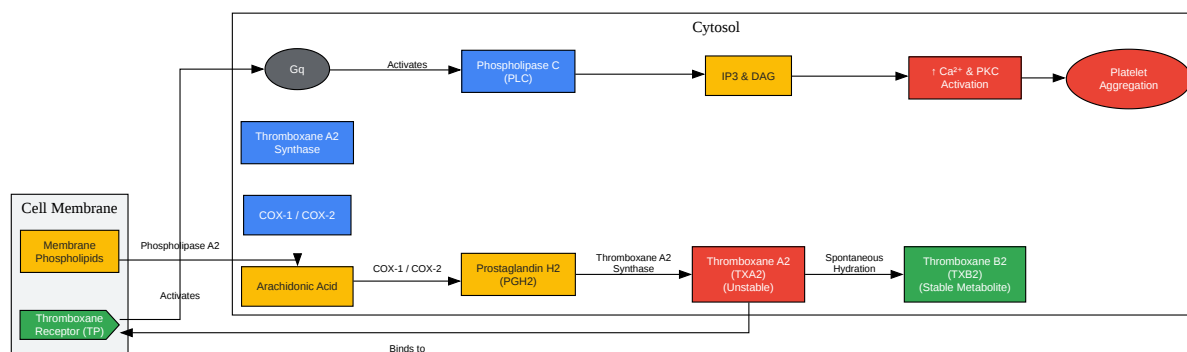 Cytosol
Gq
Activates
Phospholipase C
(PLC)
IP3 & DAG
↑ Ca²⁺ & PKC
Activation
Platelet
Aggregation
Thromboxane A2
Synthase
COX-1 / COX-2
Cell Membrane
Membrane
Phospholipids
Phospholipase A2
Arachidonic Acid
COX-1 / COX-2
Prostaglandin H2
(PGH2)
Thromboxane A2
Synthase
Thromboxane A2
(TXA2)
(Unstable)
Spontaneous
Hydration
Thromboxane B2
(TXB2)
(Stable Metabolite)
Activates
Thromboxane
Receptor (TP)
Binds to